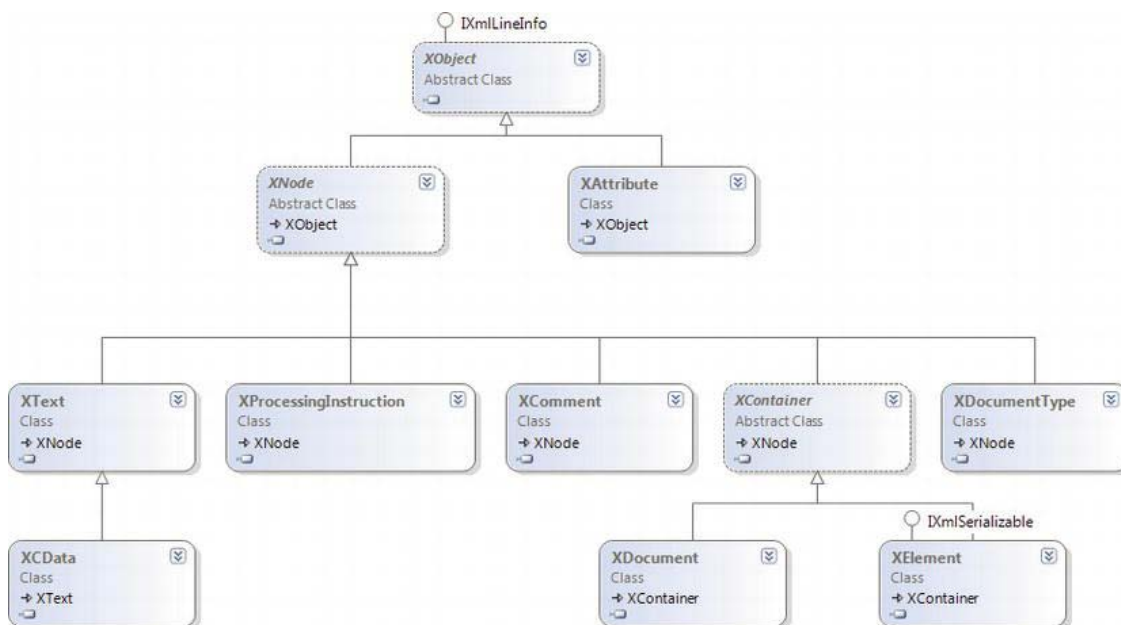 IXmlLineInfo
XObject
Abstract Class
XNode
Abstract Class
XObject
XAttribute
Class
XObject
XText
Class
XNode
XProcessingInstruction
Class
XNode
XComment
Class
XNode
XContainer
Abstract Class
XNode
XDocumentType
Class
XNode
XCData
Class
XText
XDocument
Class
XContainer
IXmlSerializable
XElement
Class
XContainer